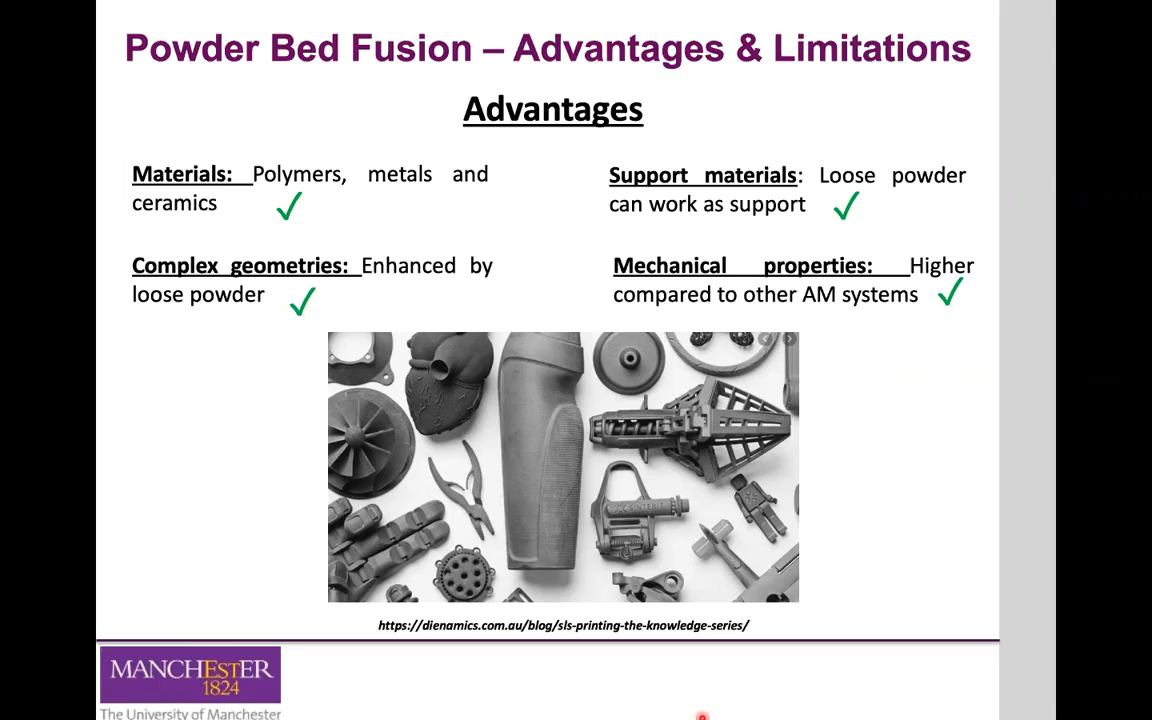 Powder Bed Fusion – Advantages & Limitations
Advantages
Materials: Polymers, metals and
ceramics
Support materials: Loose powder
can work as support
Complex geometries: Enhanced by
loose powder
Mechanical properties: Higher
compared to other AM systems
https://dienamics.com.au/blog/sls-printing-the-knowledge-series/
MANCHESTER
1824
The University of Manchester